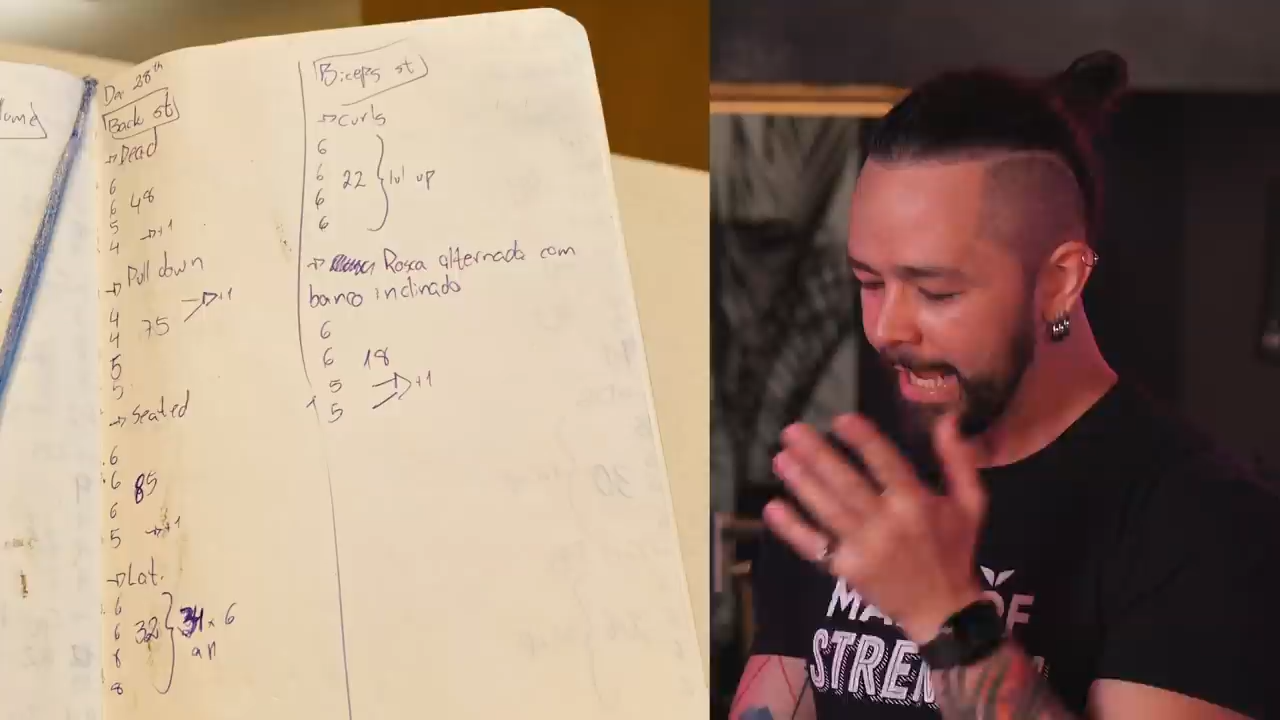 Day 28th
Back st
→ Dead
6
6 48
5
4 →+1
→ Pull down
4
4 75 →+1
5
5
→ Seated
6
6 85
6
5 →+1
→ Lat.
6
6 32 } 34 x 6
8
8
Biceps st
→ curls
6
6 22 } lvl up
6
6
→ Rosca alternada com
banco inclinado
6
6 18
5 →+1
5
STREN